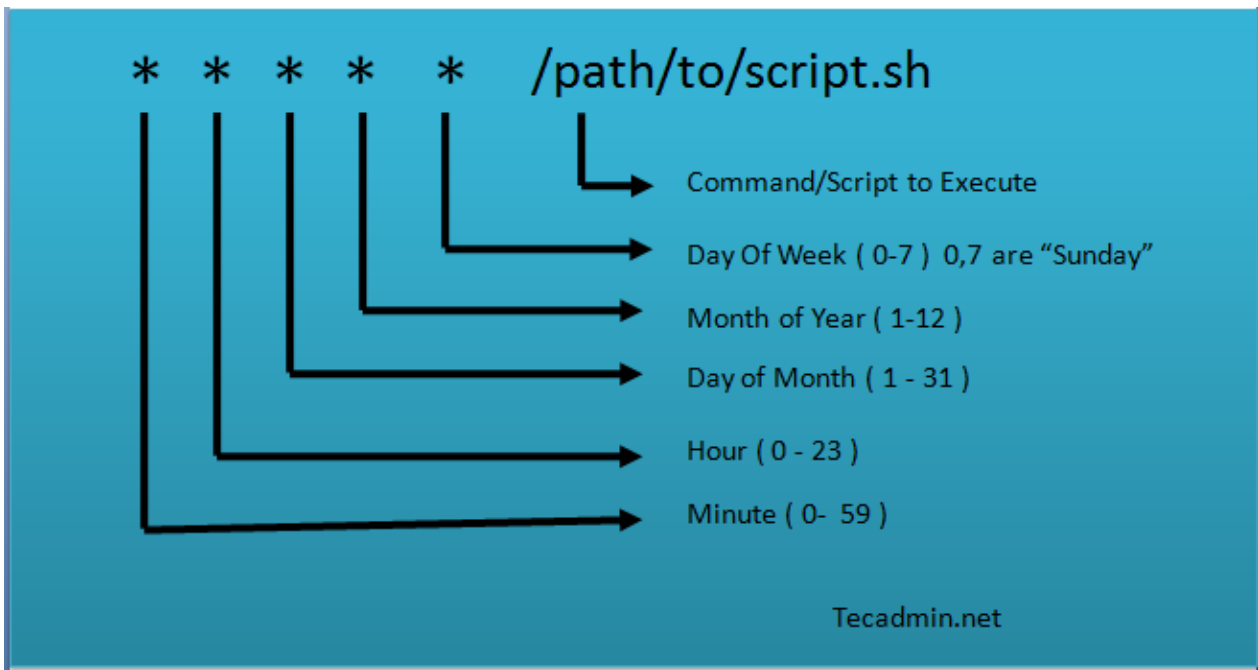 * * * * * /path/to/script.sh
Command/Script to Execute
Day Of Week ( 0-7 ) 0,7 are “Sunday”
Month of Year ( 1-12 )
Day of Month ( 1 - 31 )
Hour ( 0 - 23 )
Minute ( 0- 59 )
Tecadmin.net